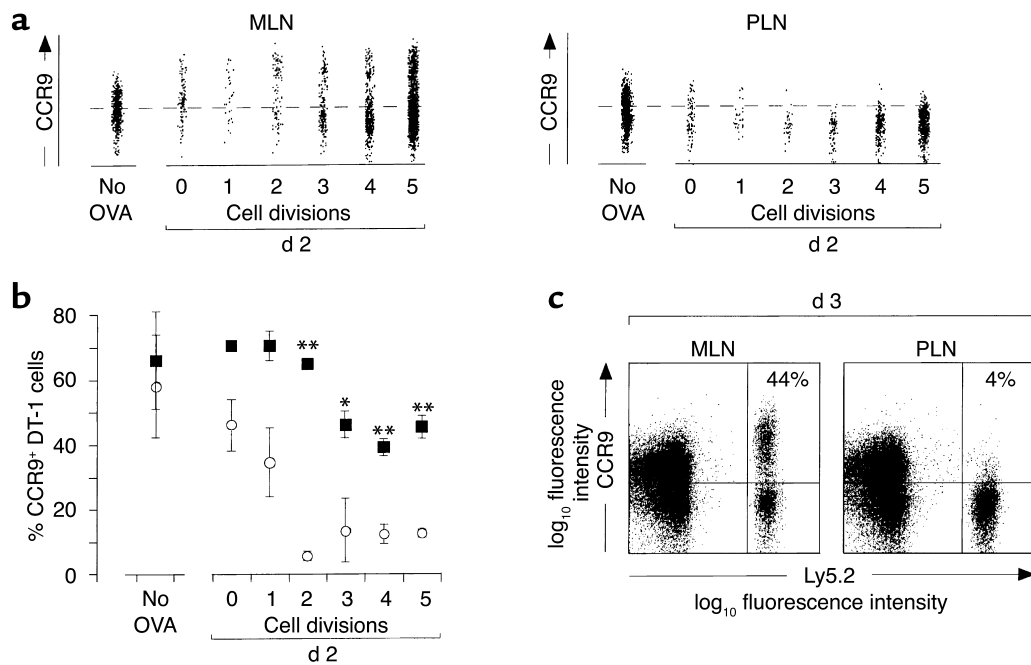 a
MLN
PLN
CCR9
CCR9
No OVA
0 1 2 3 4 5
Cell divisions
d 2
No OVA
0 1 2 3 4 5
Cell divisions
d 2
b
% CCR9+ DT-1 cells
80
60
40
20
0
** * ** **
No OVA
0 1 2 3 4 5
Cell divisions
d 2
c
d 3
MLN
PLN
44%
4%
log10 fluorescence
intensity
CCR9
Ly5.2
log10 fluorescence intensity